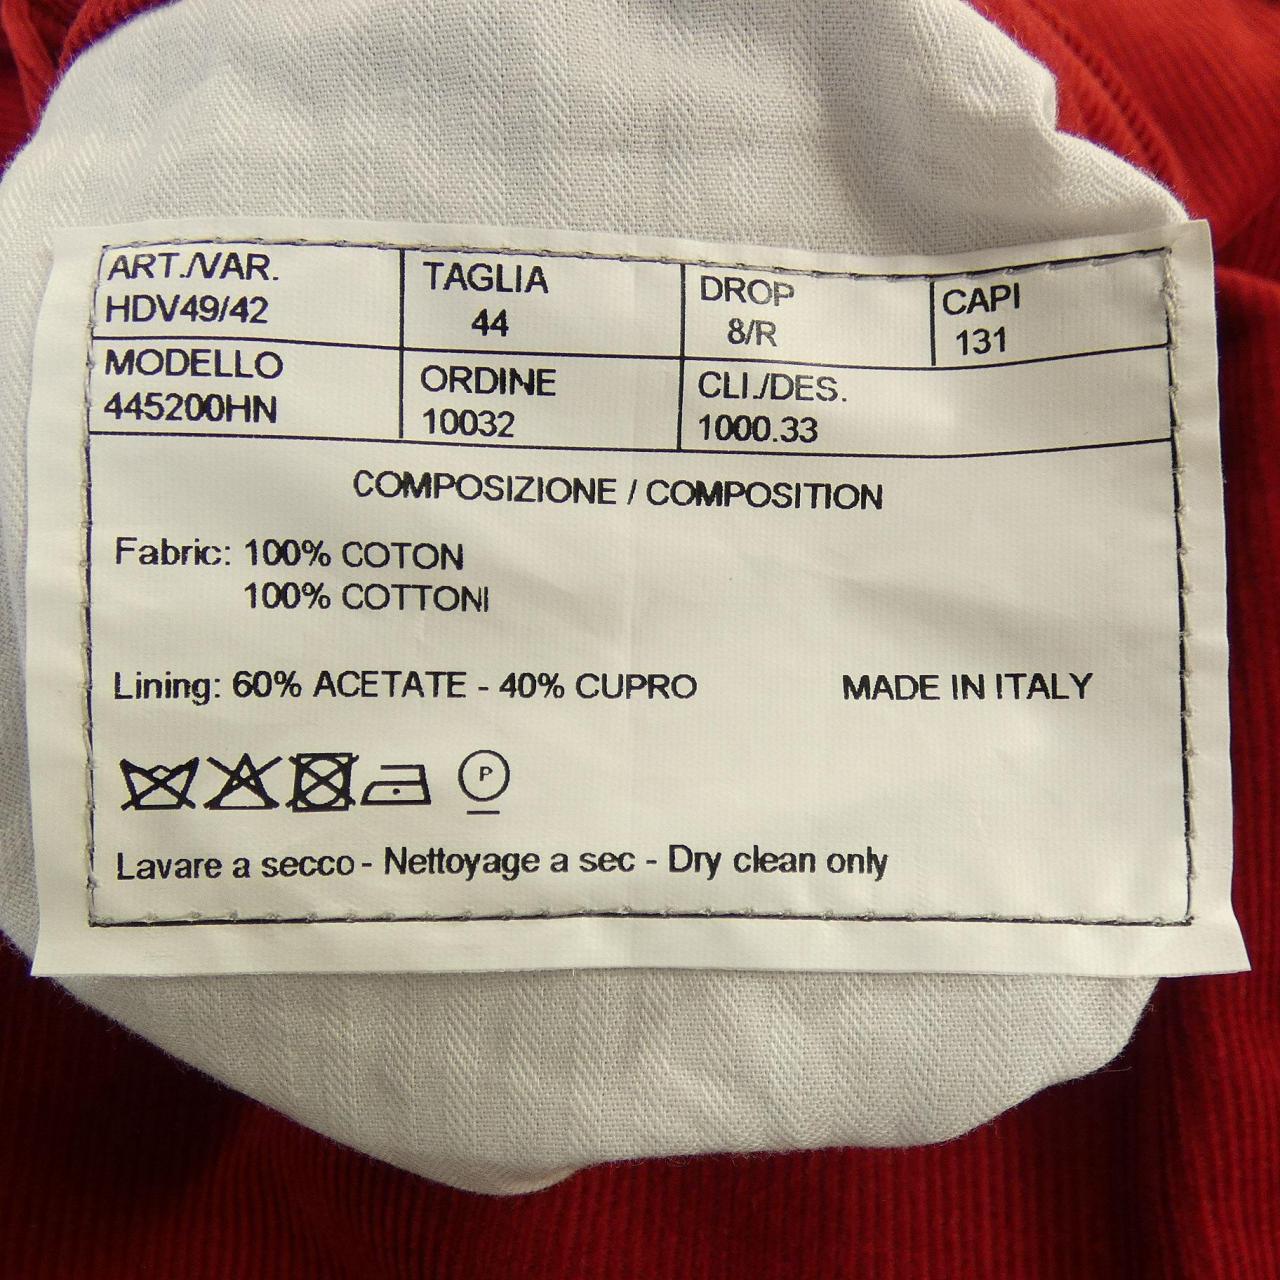 ART./VAR. TAGLIA DROP CAPI
HDV49/42 44 8/R 131
MODELLO ORDINE CLI./DES.
445200HN 10032 1000.33
COMPOSIZIONE / COMPOSITION
Fabric: 100% COTON
100% COTTONI
Lining: 60% ACETATE - 40% CUPRO MADE IN ITALY
P
Lavare a secco - Nettoyage a sec - Dry clean only